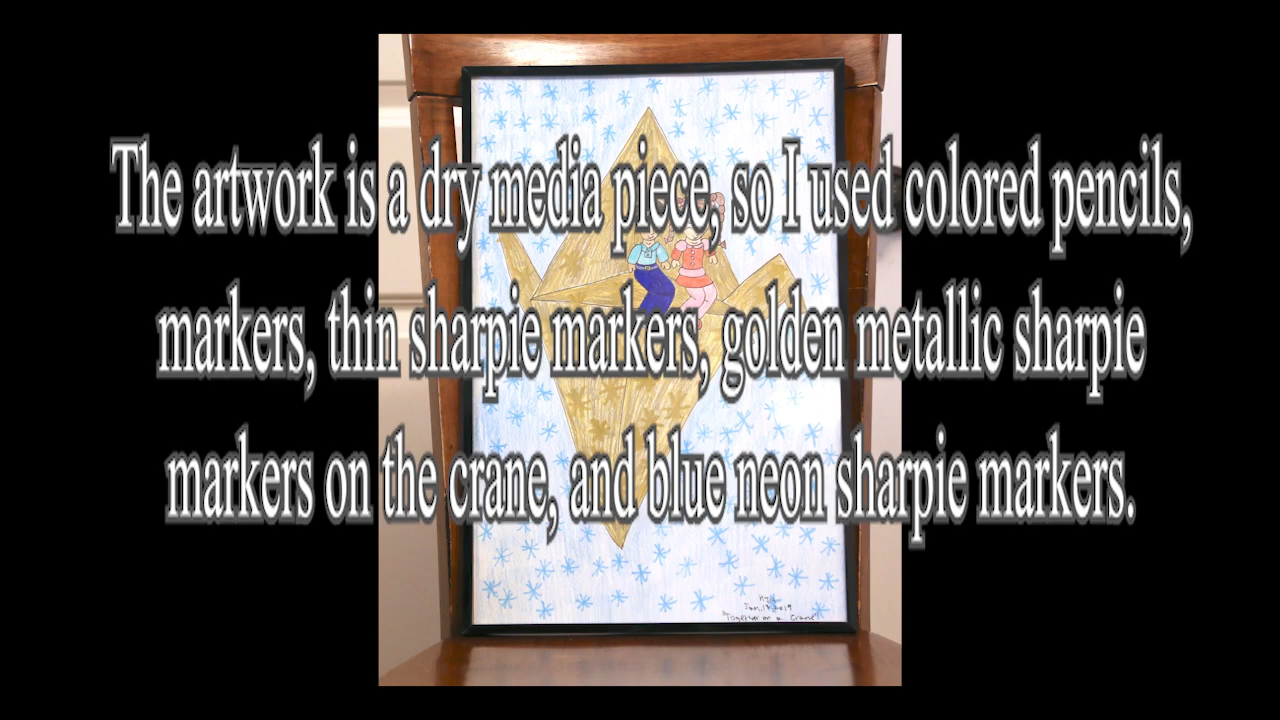 The artwork is a dry media piece, so I used colored pencils,
markers, thin sharpie markers, golden metallic sharpie
markers on the crane, and blue neon sharpie markers.
"Together on a Crane"